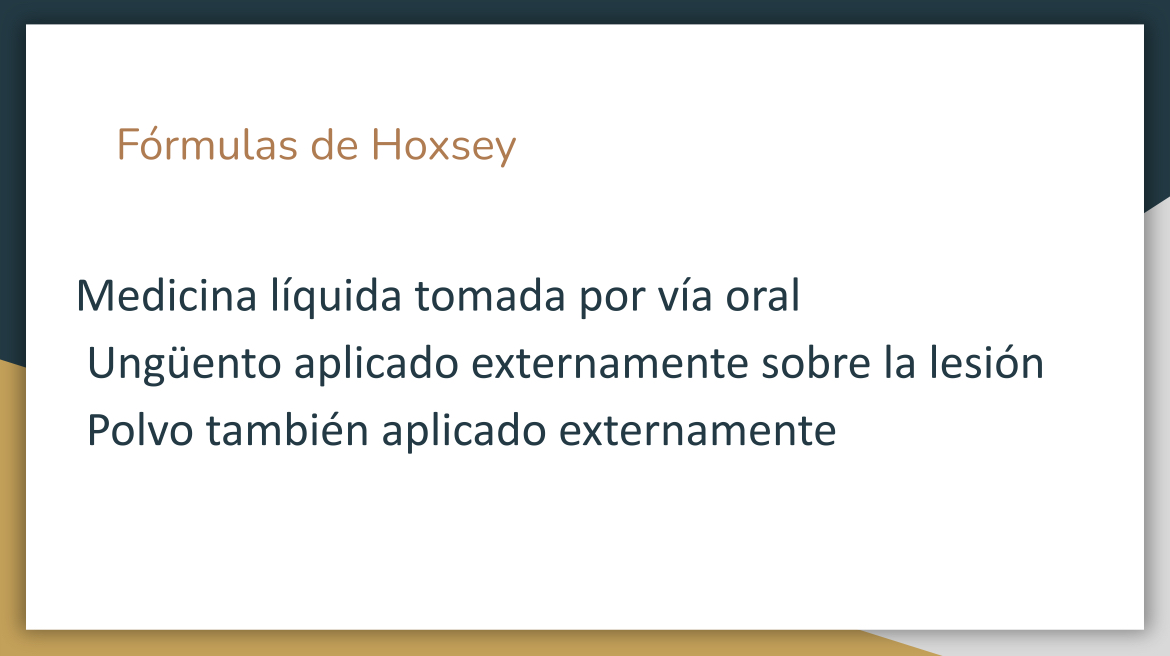 Fórmulas de Hoxsey
Medicina líquida tomada por vía oral
Ungüento aplicado externamente sobre la lesión
Polvo también aplicado externamente